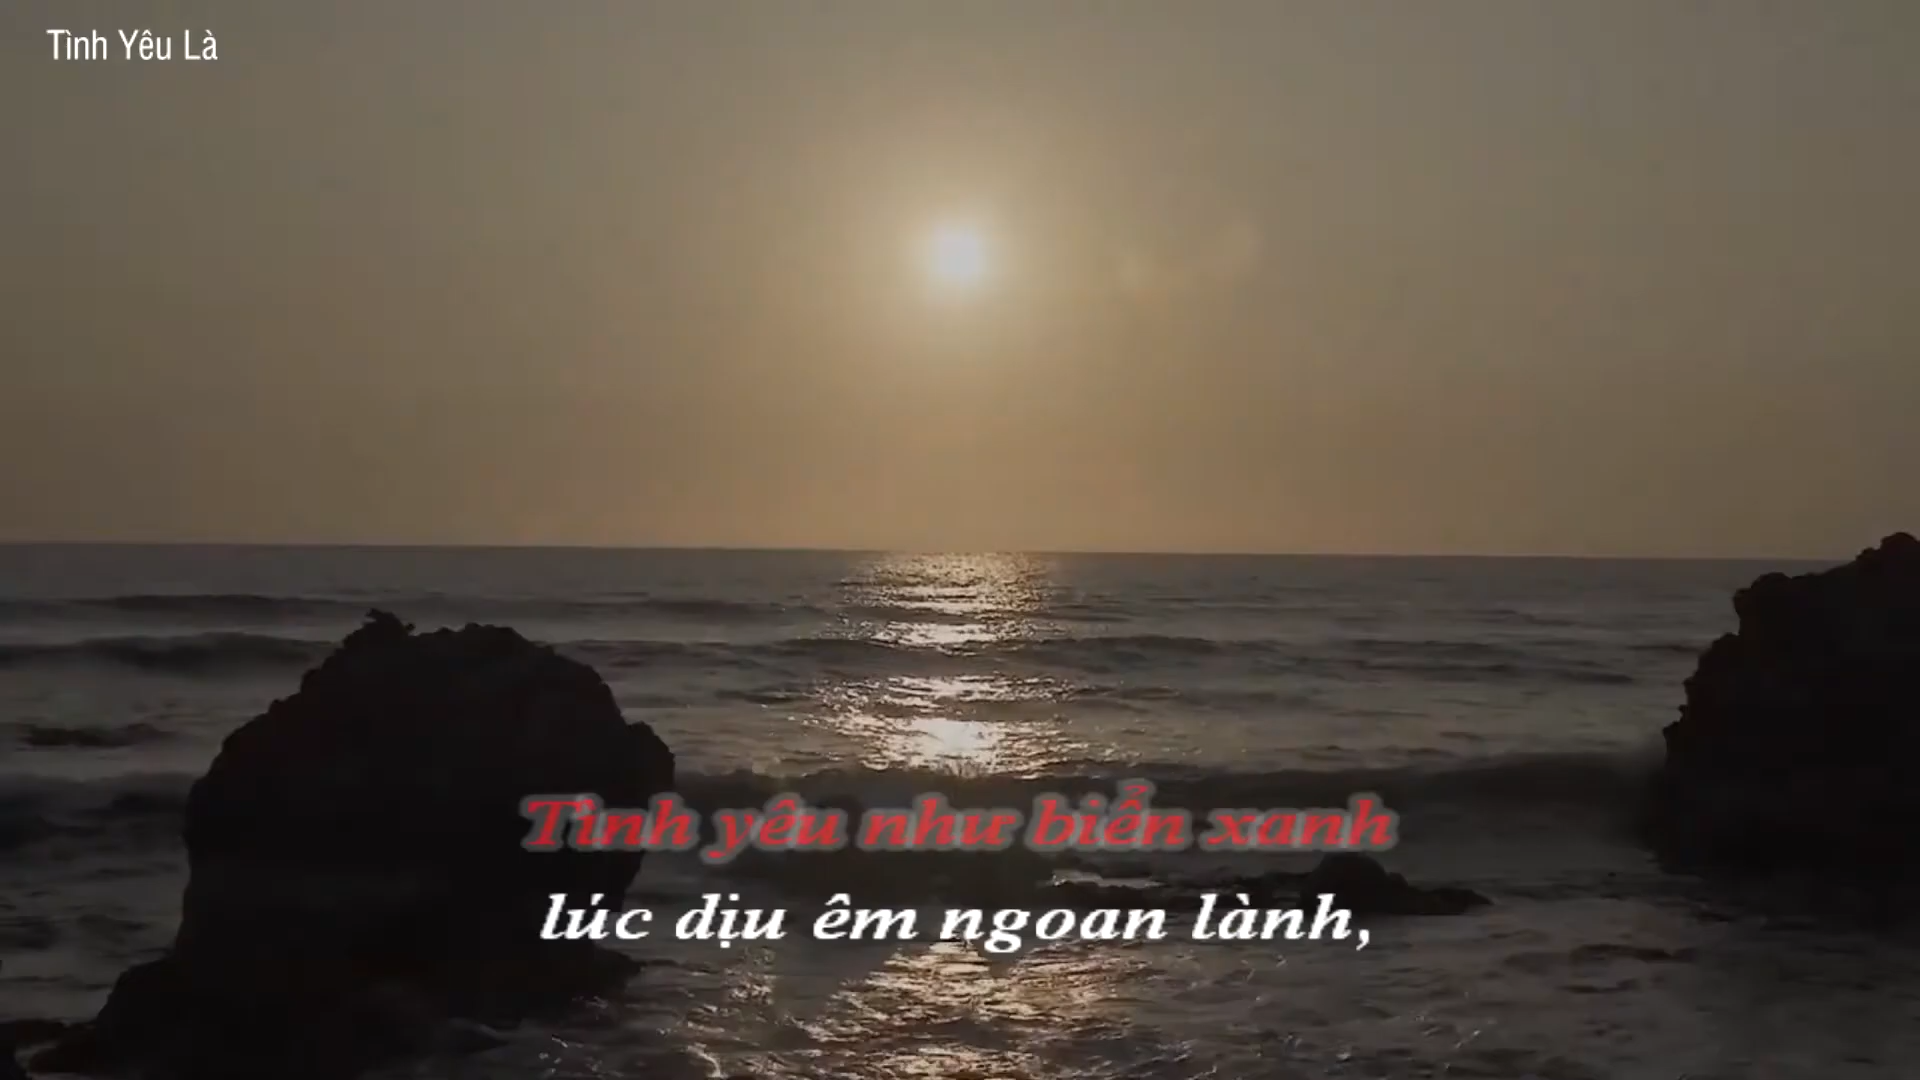 Tình Yêu Là
Tình yêu như biển xanh
lúc dịu êm ngoan lành,